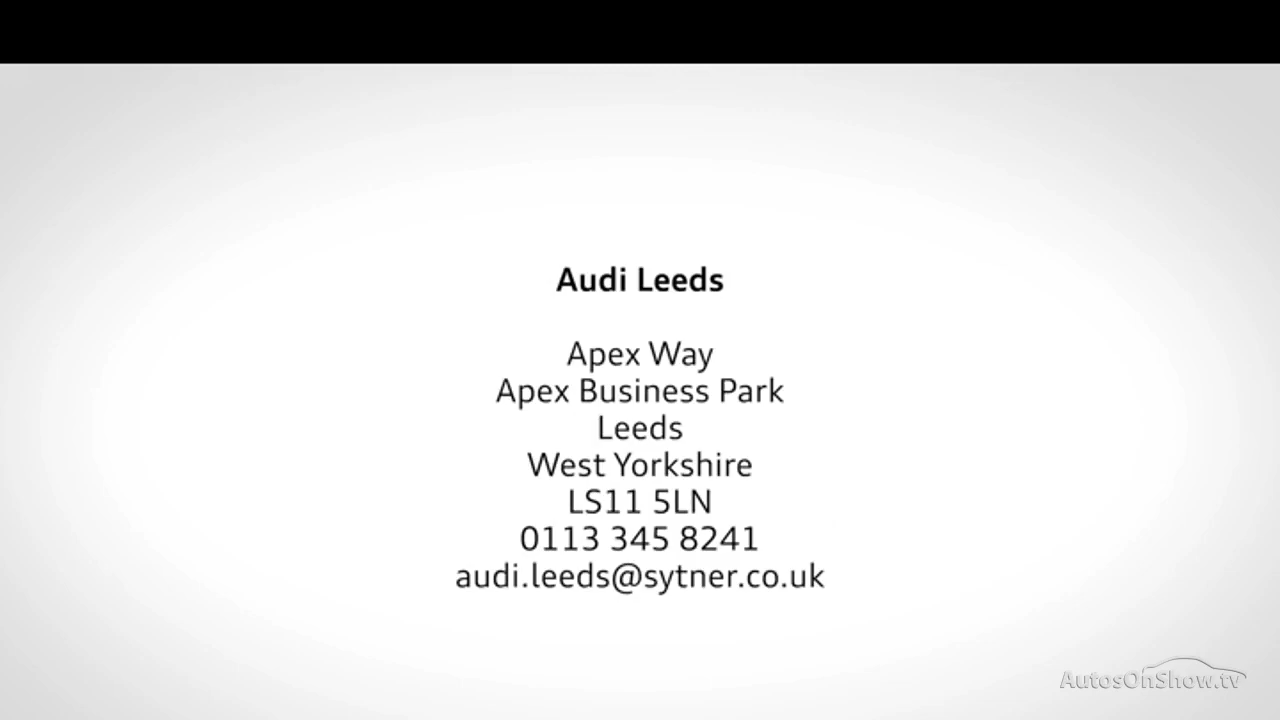 Audi Leeds
Apex Way
Apex Business Park
Leeds
West Yorkshire
LS11 5LN
0113 345 8241
audi.leeds@sytner.co.uk
AutosOnShow.tv